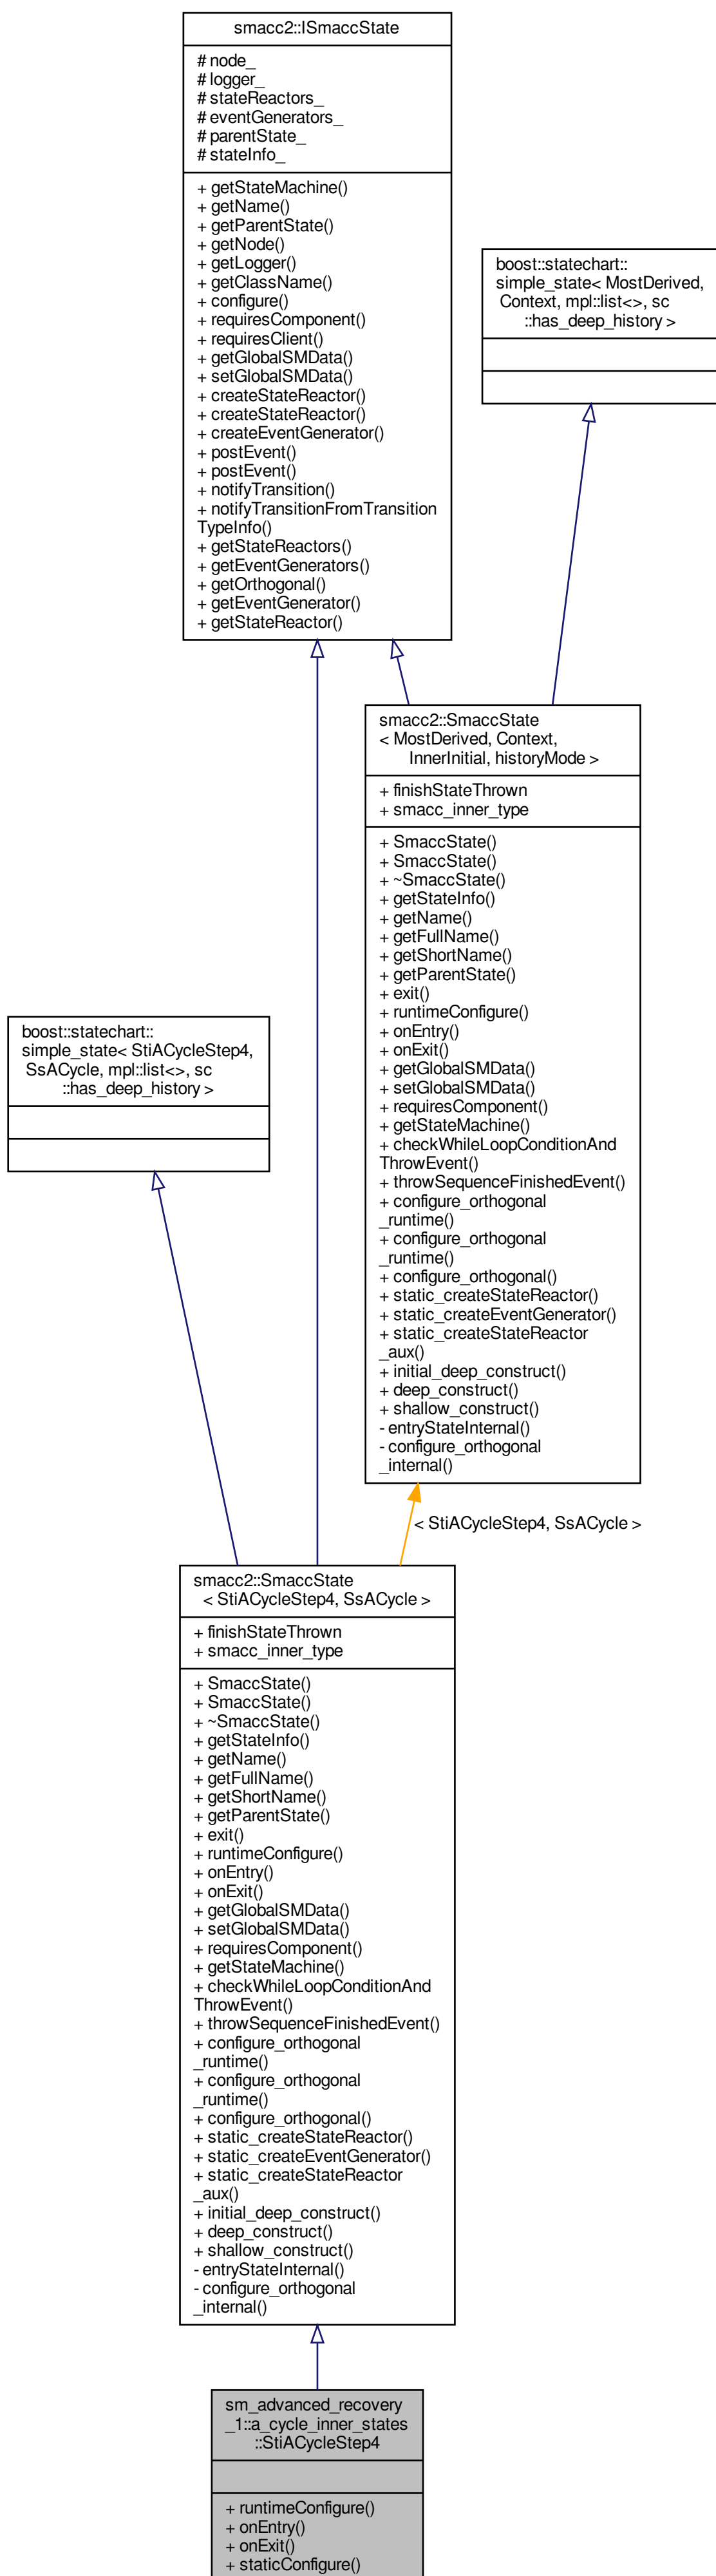 smacc2::ISmaccState
# node_
# logger_
# stateReactors_
# eventGenerators_
# parentState_
# stateInfo_
+ getStateMachine()
+ getName()
+ getParentState()
+ getNode()
+ getLogger()
+ getClassName()
+ configure()
+ requiresComponent()
+ requiresClient()
+ getGlobalSMData()
+ setGlobalSMData()
+ createStateReactor()
+ createStateReactor()
+ createEventGenerator()
+ postEvent()
+ postEvent()
+ notifyTransition()
+ notifyTransitionFromTransition
TypeInfo()
+ getStateReactors()
+ getEventGenerators()
+ getOrthogonal()
+ getEventGenerator()
+ getStateReactor()
boost::statechart::
simple_state< MostDerived,
Context, mpl::list<>, sc
::has_deep_history >
smacc2::SmaccState
< MostDerived, Context,
InnerInitial, historyMode >
+ finishStateThrown
+ smacc_inner_type
+ SmaccState()
+ SmaccState()
+ ~SmaccState()
+ getStateInfo()
+ getName()
+ getFullName()
+ getShortName()
+ getParentState()
+ exit()
+ runtimeConfigure()
+ onEntry()
+ onExit()
+ getGlobalSMData()
+ setGlobalSMData()
+ requiresComponent()
+ getStateMachine()
+ checkWhileLoopConditionAnd
ThrowEvent()
+ throwSequenceFinishedEvent()
+ configure_orthogonal
_runtime()
+ configure_orthogonal
_runtime()
+ configure_orthogonal()
+ static_createStateReactor()
+ static_createEventGenerator()
+ static_createStateReactor
_aux()
+ initial_deep_construct()
+ deep_construct()
+ shallow_construct()
- entryStateInternal()
- configure_orthogonal
_internal()
boost::statechart::
simple_state< StiACycleStep4,
SsACycle, mpl::list<>, sc
::has_deep_history >
< StiACycleStep4, SsACycle >
smacc2::SmaccState
< StiACycleStep4, SsACycle >
+ finishStateThrown
+ smacc_inner_type
+ SmaccState()
+ SmaccState()
+ ~SmaccState()
+ getStateInfo()
+ getName()
+ getFullName()
+ getShortName()
+ getParentState()
+ exit()
+ runtimeConfigure()
+ onEntry()
+ onExit()
+ getGlobalSMData()
+ setGlobalSMData()
+ requiresComponent()
+ getStateMachine()
+ checkWhileLoopConditionAnd
ThrowEvent()
+ throwSequenceFinishedEvent()
+ configure_orthogonal
_runtime()
+ configure_orthogonal
_runtime()
+ configure_orthogonal()
+ static_createStateReactor()
+ static_createEventGenerator()
+ static_createStateReactor
_aux()
+ initial_deep_construct()
+ deep_construct()
+ shallow_construct()
- entryStateInternal()
- configure_orthogonal
_internal()
sm_advanced_recovery
_1::a_cycle_inner_states
::StiACycleStep4
+ runtimeConfigure()
+ onEntry()
+ onExit()
+ staticConfigure()